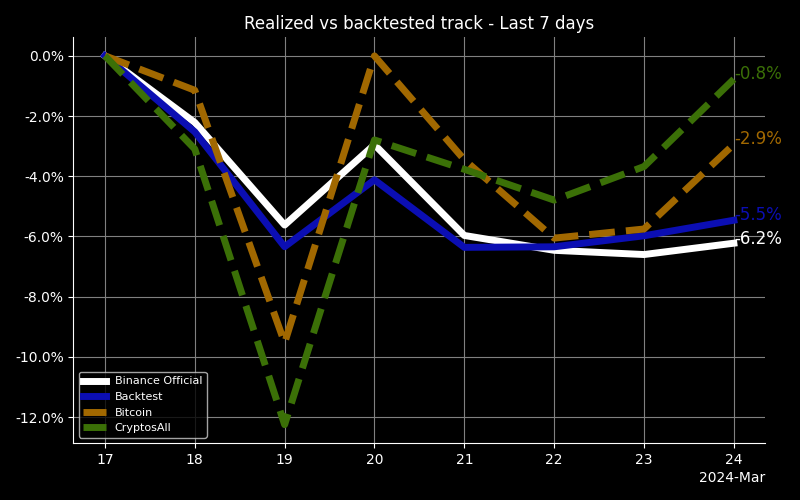 Realized vs backtested track - Last 7 days
0.0%
-2.0%
-4.0%
-6.0%
-8.0%
-10.0%
-12.0%
-0.8%
-2.9%
-5.5%
-6.2%
Binance Official
Backtest
Bitcoin
CryptosAll
17 18 19 20 21 22 23 24
2024-Mar